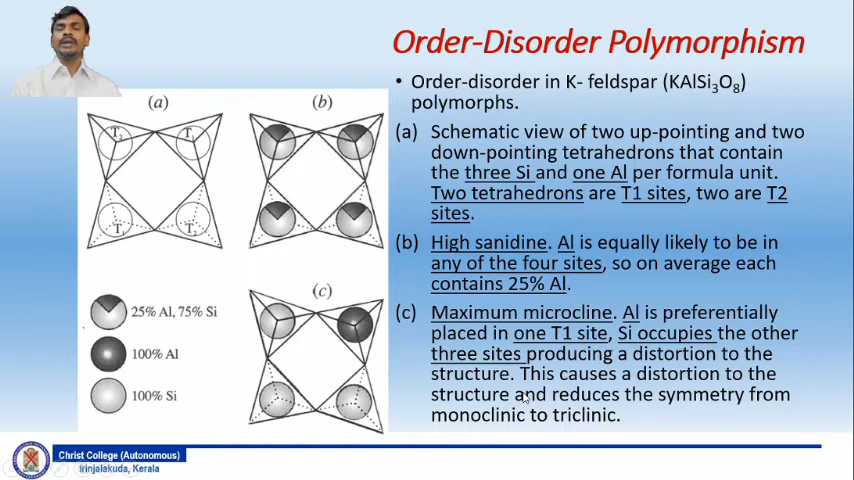 Order-Disorder Polymorphism
• Order-disorder in K- feldspar (KAlSi3O8)
polymorphs.
(a) Schematic view of two up-pointing and two
down-pointing tetrahedrons that contain
the three Si and one Al per formula unit.
Two tetrahedrons are T1 sites, two are T2
sites.
(b) High sanidine. Al is equally likely to be in
any of the four sites, so on average each
contains 25% Al.
(c) Maximum microcline. Al is preferentially
placed in one T1 site, Si occupies the other
three sites producing a distortion to the
structure. This causes a distortion to the
structure and reduces the symmetry from
monoclinic to triclinic.
(a)
T2
T1
T1
T2
(b)
(c)
25% Al, 75% Si
100% Al
100% Si
Christ College (Autonomous)
Irinjalakuda, Kerala